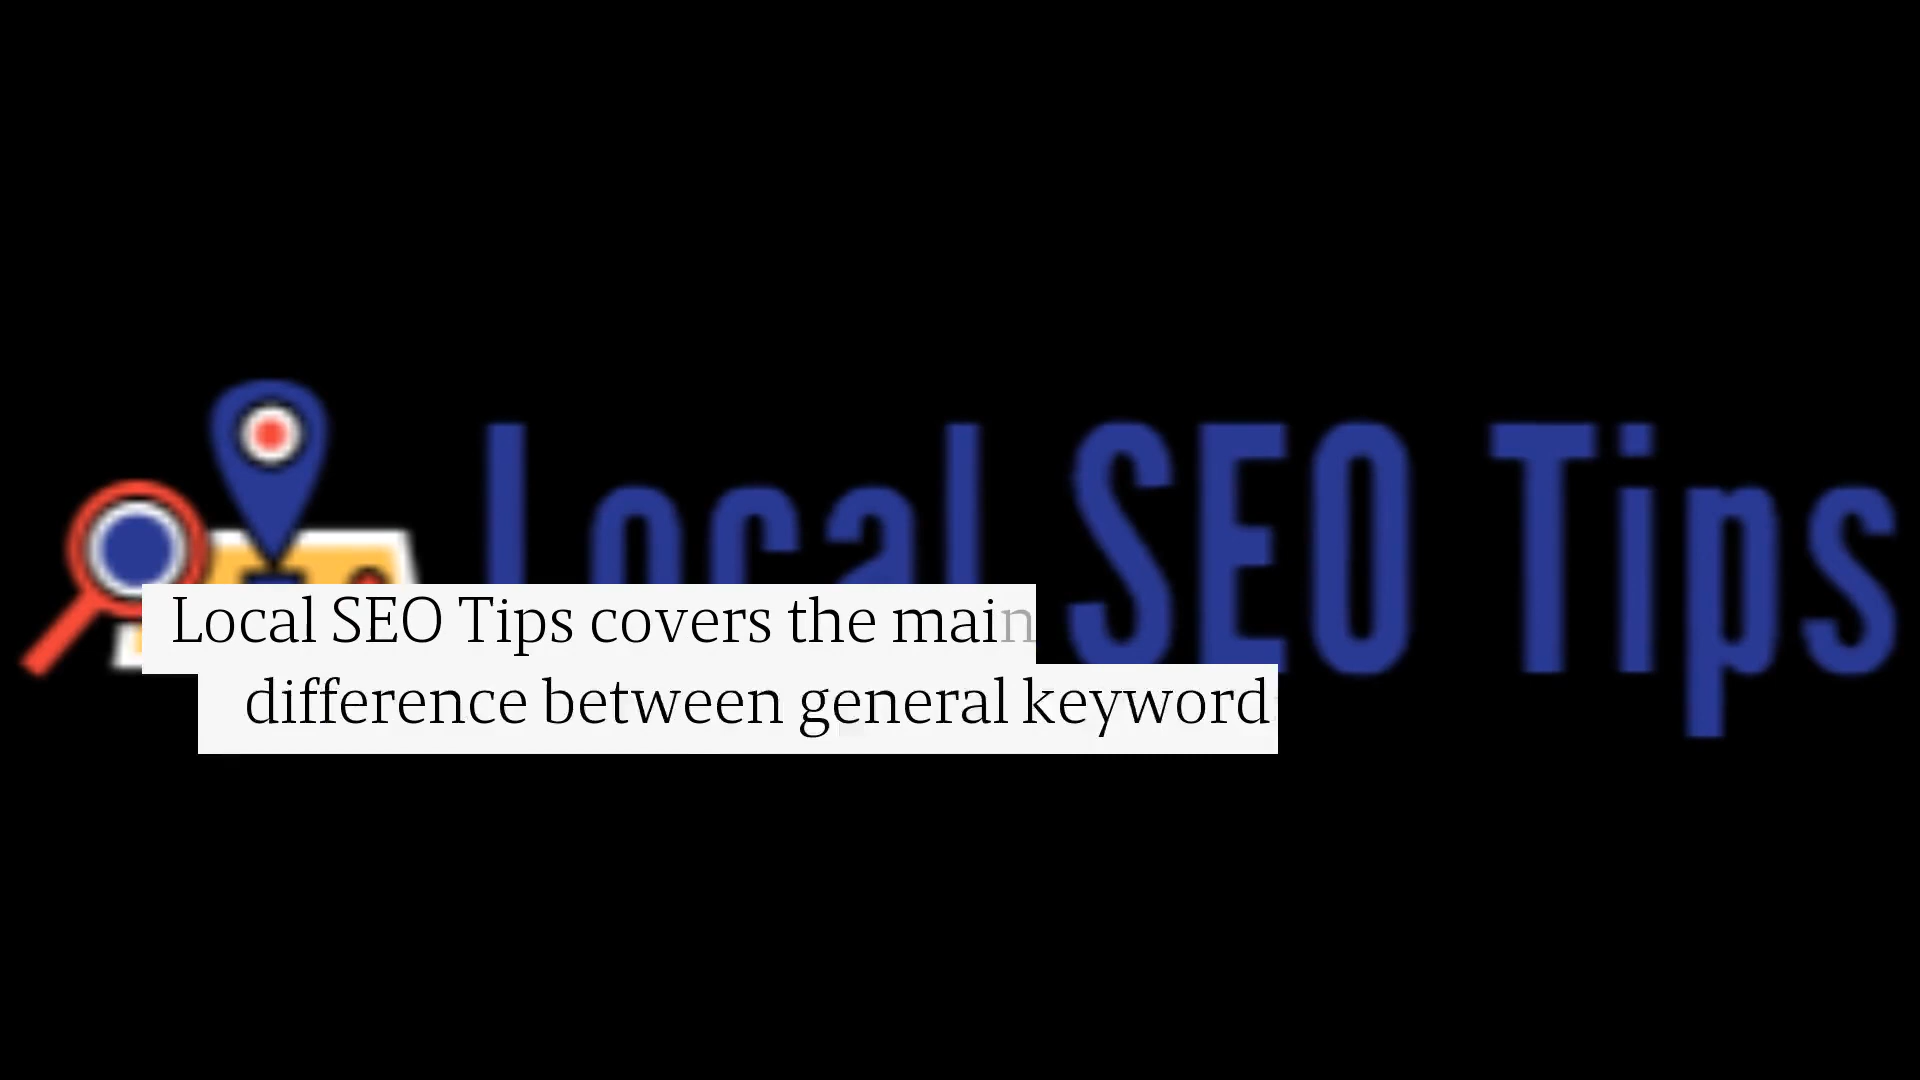 Local SEO Tips
Local SEO Tips covers the main
difference between general keyword